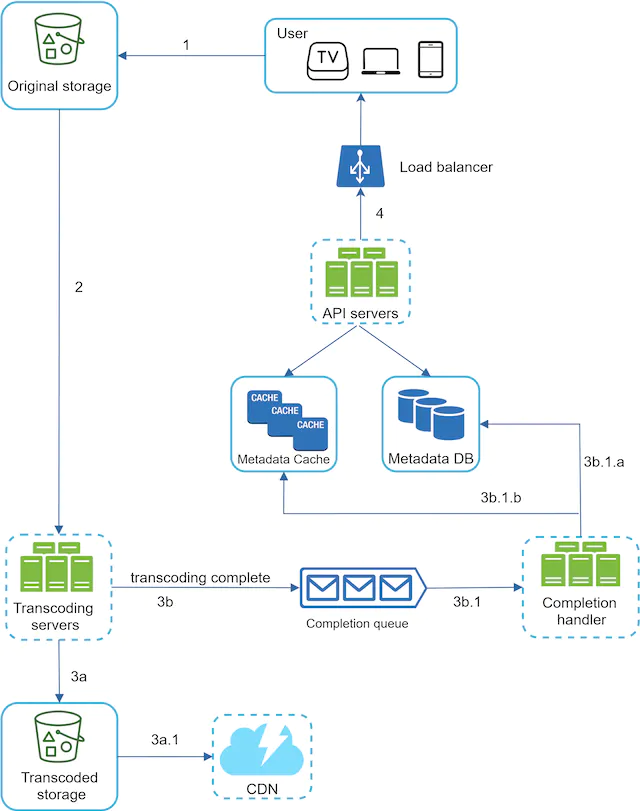 User
TV
1
Original storage
Load balancer
4
API servers
2
CACHE
CACHE
CACHE
Metadata Cache
Metadata DB
3b.1.a
3b.1.b
transcoding complete
3b
3b.1
Transcoding
servers
Completion queue
Completion
handler
3a
3a.1
Transcoded
storage
CDN